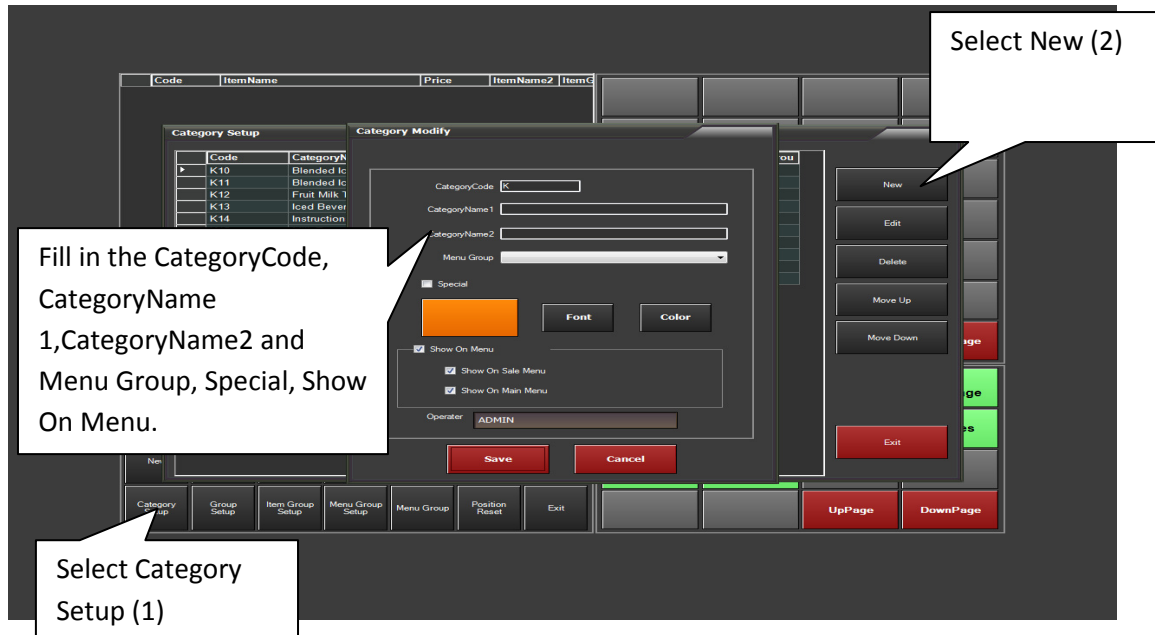 Select New (2)
Code ItemName Price ItemName2 ItemG
Category Setup
Category Modify
Code CategoryN
K10 Blended Ic
K11 Blended Ic
K12 Fruit Milk T
K13 Iced Bever
K14 Instruction
CategoryCode K
CategoryName1
CategoryName2
Menu Group
Special
Font Color
Show On Menu
Show On Sale Menu
Show On Main Menu
Operater ADMIN
Save Cancel
New
Edit
Delete
Move Up
Move Down
Exit
Fill in the CategoryCode,
CategoryName
1,CategoryName2 and
Menu Group, Special, Show
On Menu.
Category
Setup
Group
Setup
Item Group
Setup
Menu Group
Setup
Menu Group
Position
Reset
Exit
UpPage DownPage
Select Category
Setup (1)